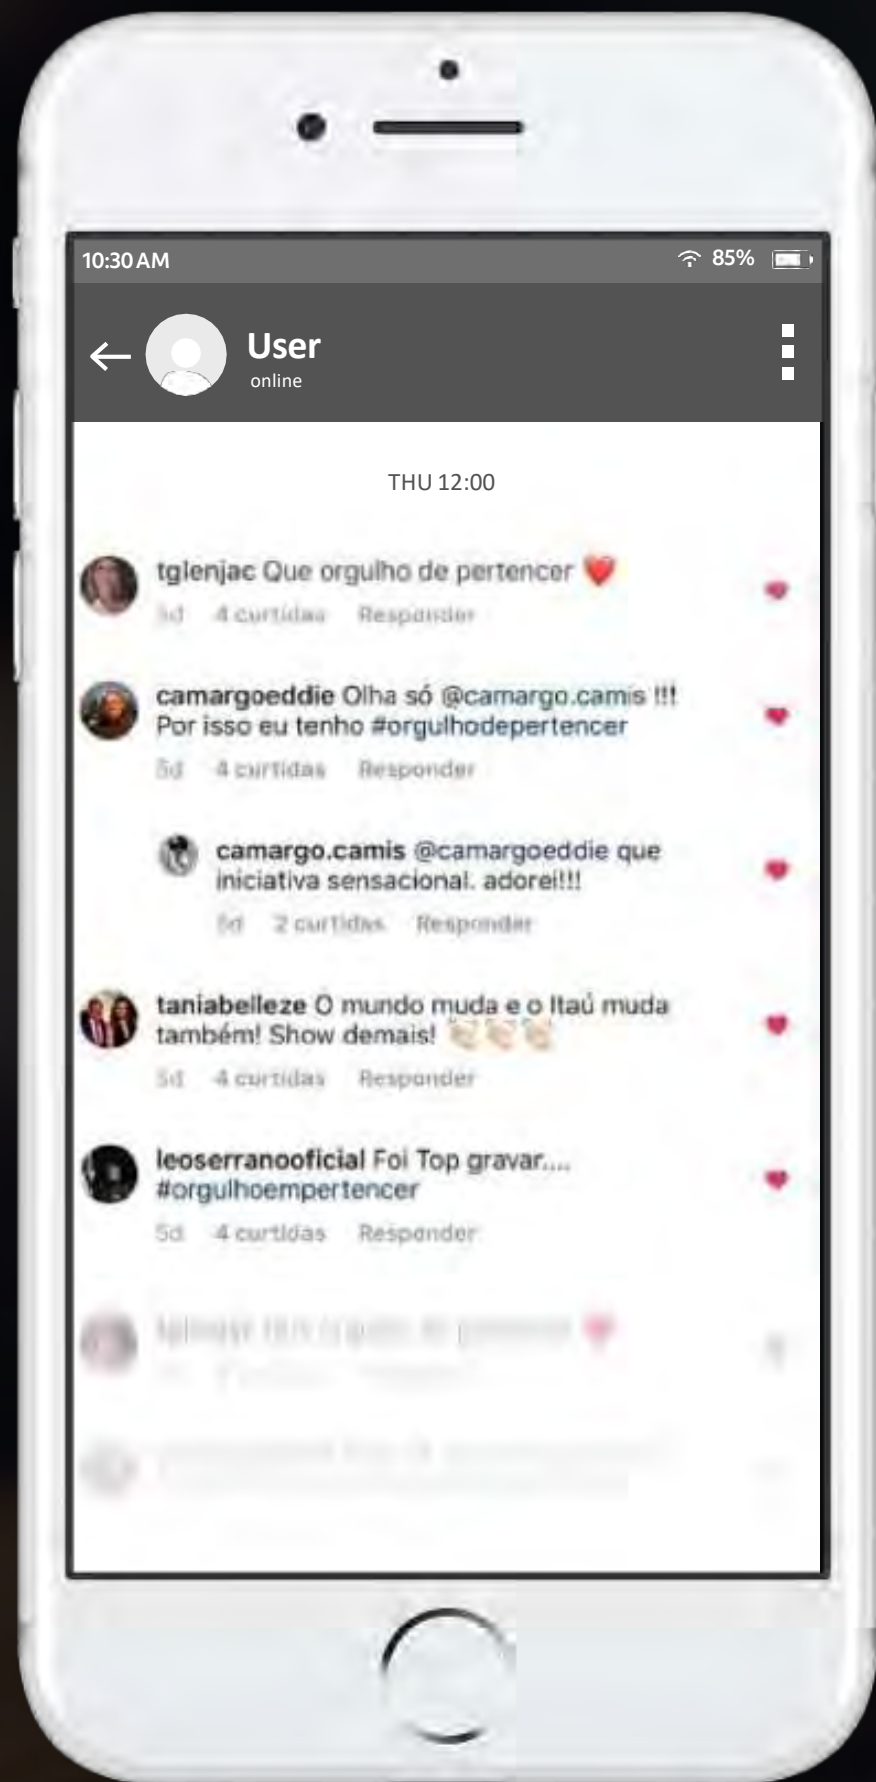 10:30 AM
85%
User
online
THU 12:00
tglenjac Que orgulho de pertencer ❤️
5d 4 curtidas Responder
camargoeddie Olha só @camargo.camis !!!
Por isso eu tenho #orgulhodepertencer
5d 4 curtidas Responder
camargo.camis @camargoeddie que
iniciativa sensacional. adorei!!!
5d 2 curtidas Responder
taniabelleze O mundo muda e o Itaú muda
também! Show demais! 👏🏻👏🏻👏🏻
5d 4 curtidas Responder
leoserranooficial Foi Top gravar....
#orgulhoempertencer
5d 4 curtidas Responder